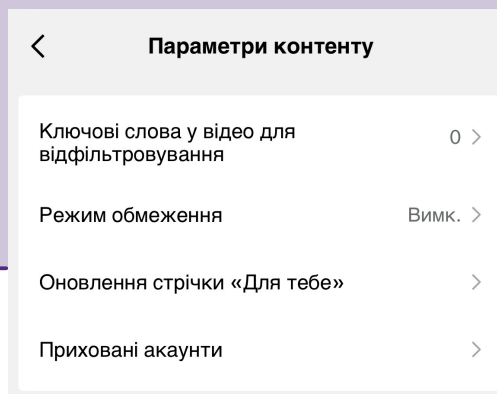 Параметри контенту
Ключові слова у відео для
відфільтровування
0
Режим обмеження
Вимк.
Оновлення стрічки «Для тебе»
Приховані акаунти